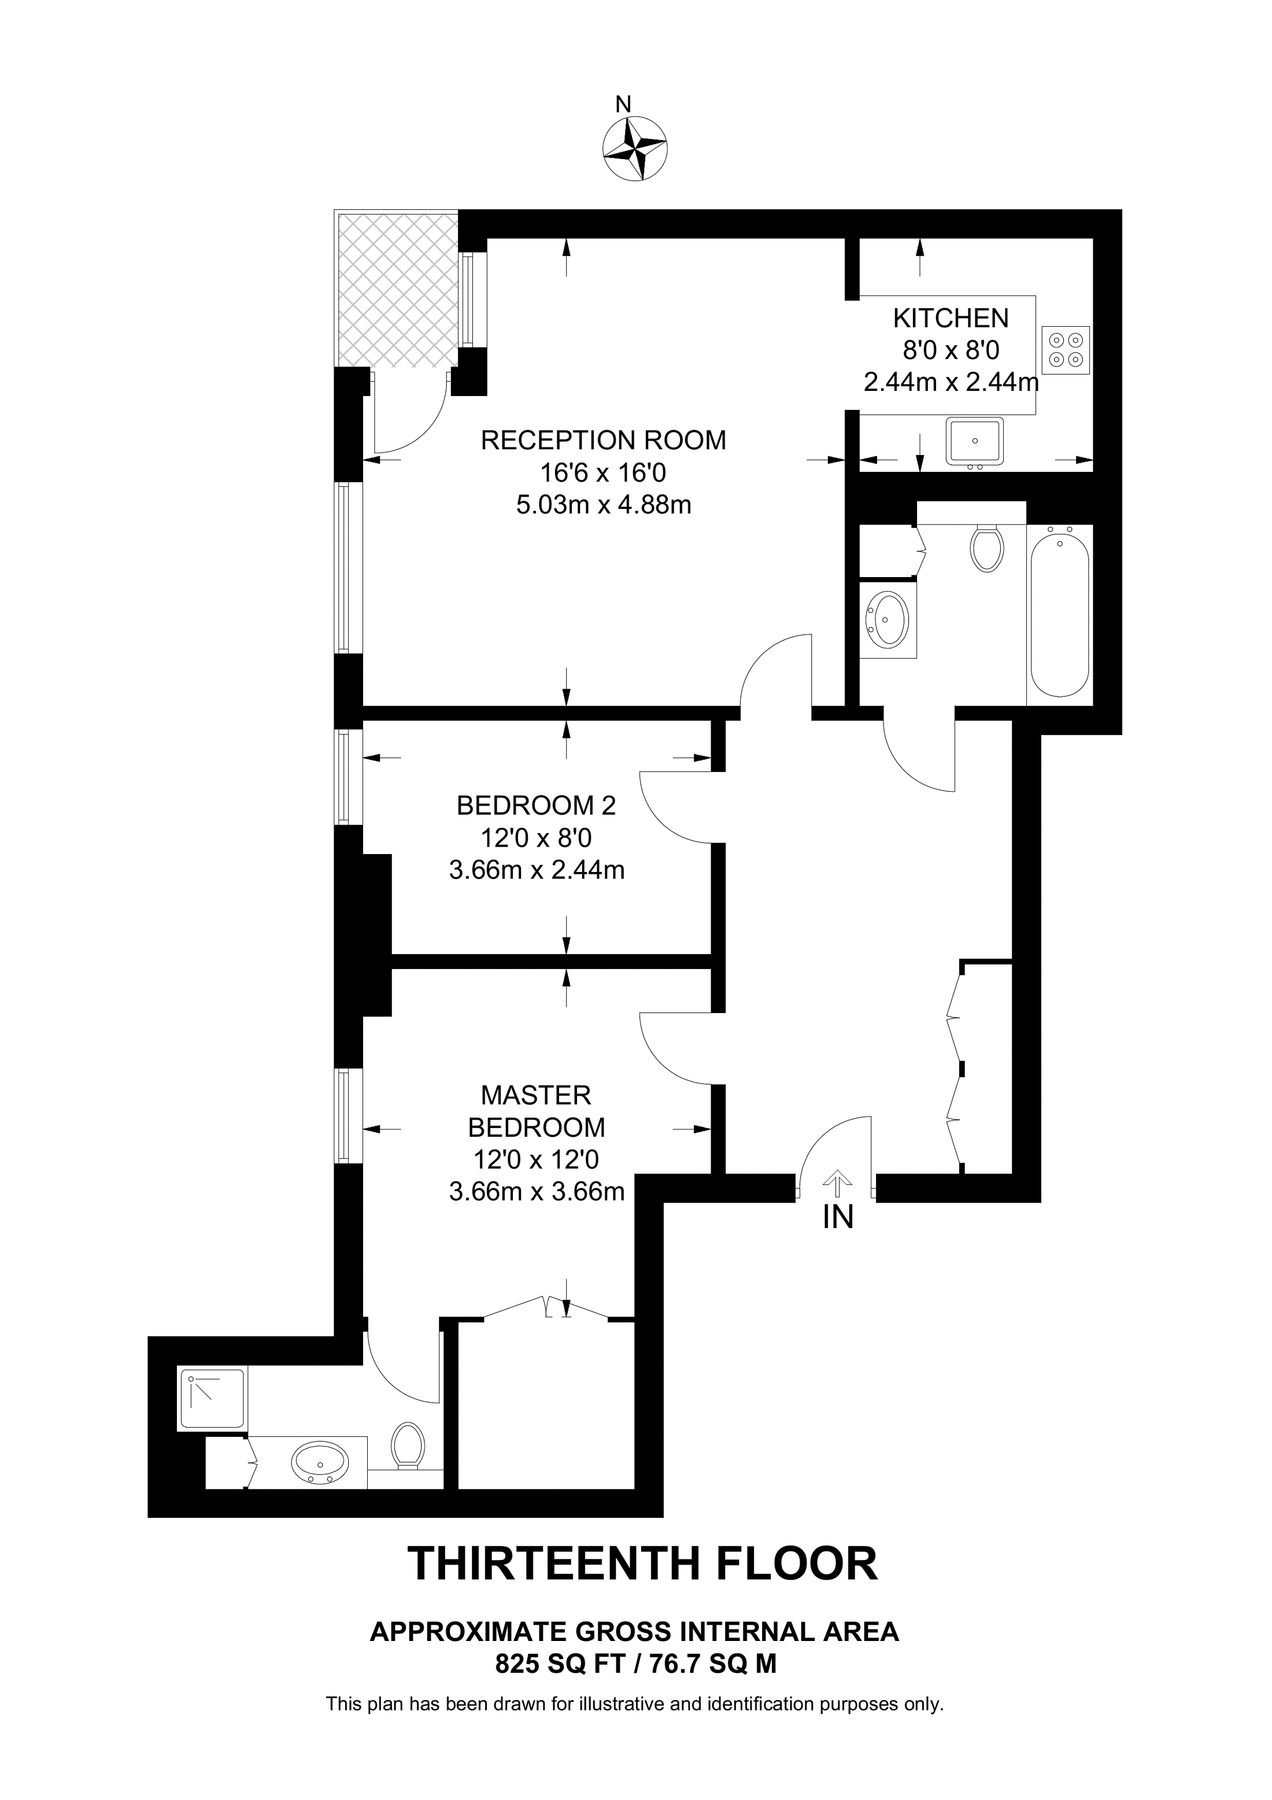 N
KITCHEN
8'0 x 8'0
2.44m x 2.44m
RECEPTION ROOM
16'6 x 16'0
5.03m x 4.88m
BEDROOM 2
12'0 x 8'0
3.66m x 2.44m
MASTER
BEDROOM
12'0 x 12'0
3.66m x 3.66m
IN
THIRTEENTH FLOOR
APPROXIMATE GROSS INTERNAL AREA
825 SQ FT / 76.7 SQ M
This plan has been drawn for illustrative and identification purposes only.